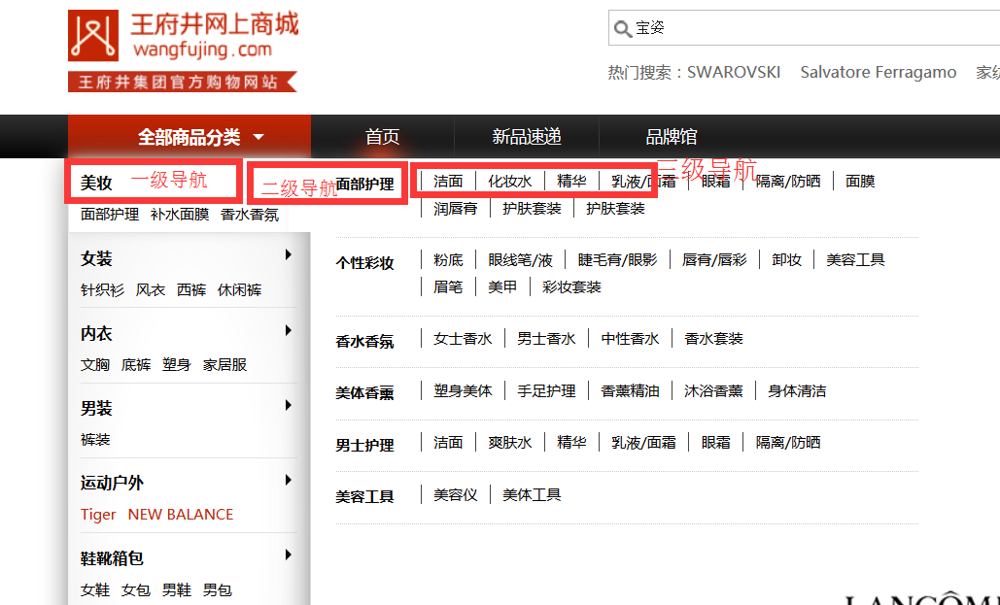 王府井网上商城
wangfujing.com
王府井集团官方购物网站
宝姿
热门搜索：SWAROVSKI Salvatore Ferragamo 家纺
全部商品分类 首页 新品速递 品牌馆
美妆 一级导航
面部护理 补水面膜 香水香氛
女装
针织衫 风衣 西裤 休闲裤
内衣
文胸 底裤 塑身 家居服
男装
裤装
运动户外
Tiger NEW BALANCE
鞋靴箱包
女鞋 女包 男鞋 男包
二级导航 面部护理 洁面 化妆水 精华 乳液/面霜 眼霜 隔离/防晒 面膜
三级导航
润唇膏 护肤套装 护肤套装
个性彩妆 粉底 眼线笔/液 睫毛膏/眼影 唇膏/唇彩 卸妆 美容工具
眉笔 美甲 彩妆套装
香水香氛 女士香水 男士香水 中性香水 香水套装
美体香薰 塑身美体 手足护理 香薰精油 沐浴香薰 身体清洁
男士护理 洁面 爽肤水 精华 乳液/面霜 眼霜 隔离/防晒
美容工具 美容仪 美体工具